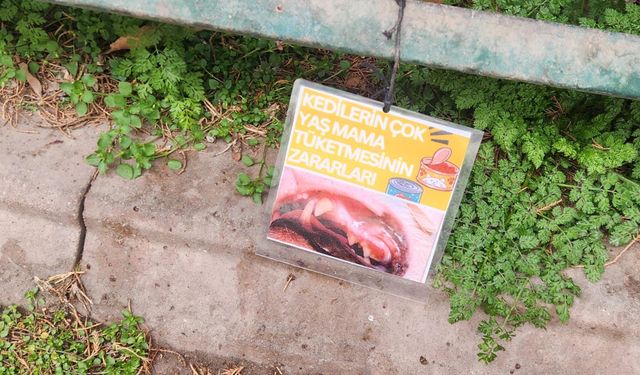 KEDİLERİN ÇOK
YAŞ MAMA
TÜKETMESİNİN
ZARARLARI